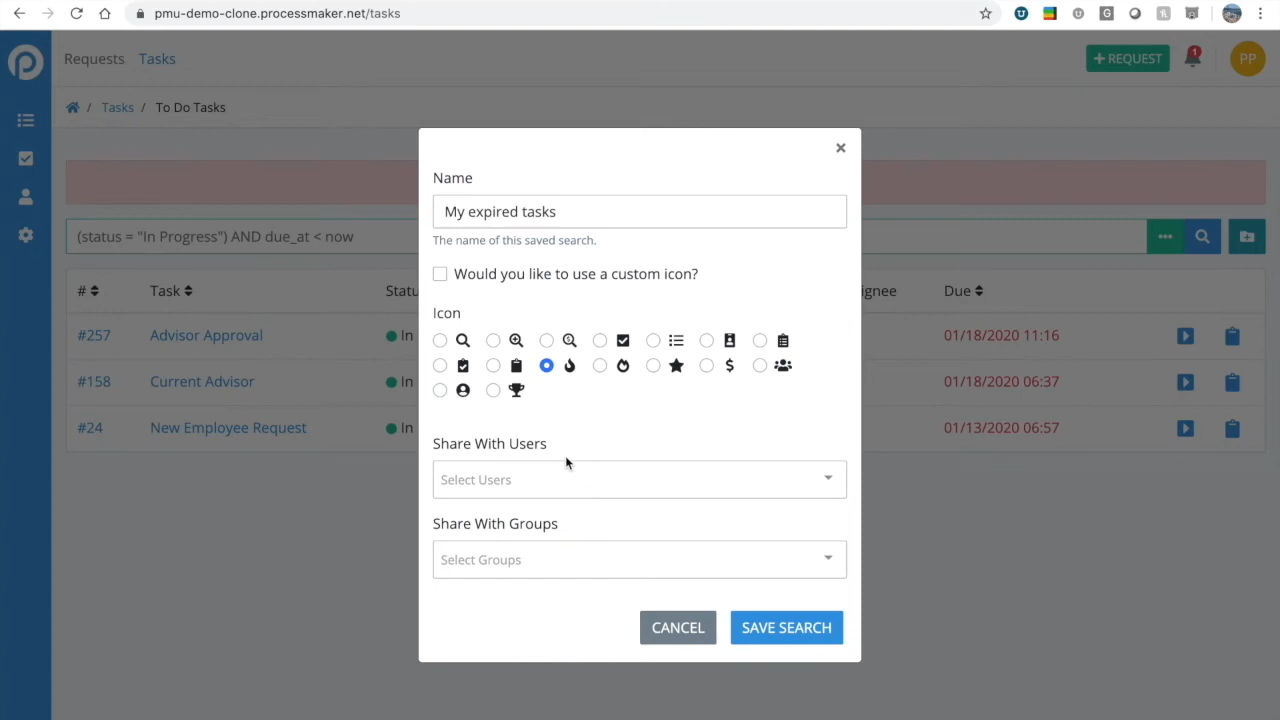 pmu-demo-clone.processmaker.net/tasks
Requests Tasks
+ REQUEST
1
PP
/ Tasks / To Do Tasks
×
Name
My expired tasks
The name of this saved search.
(status = "In Progress") AND due_at < now
Would you like to use a custom icon?
# Task Statu ignee Due
Icon
#257 Advisor Approval In 01/18/2020 11:16
#158 Current Advisor In 01/18/2020 06:37
#24 New Employee Request In 01/13/2020 06:57
Share With Users
Select Users
Share With Groups
Select Groups
CANCEL SAVE SEARCH